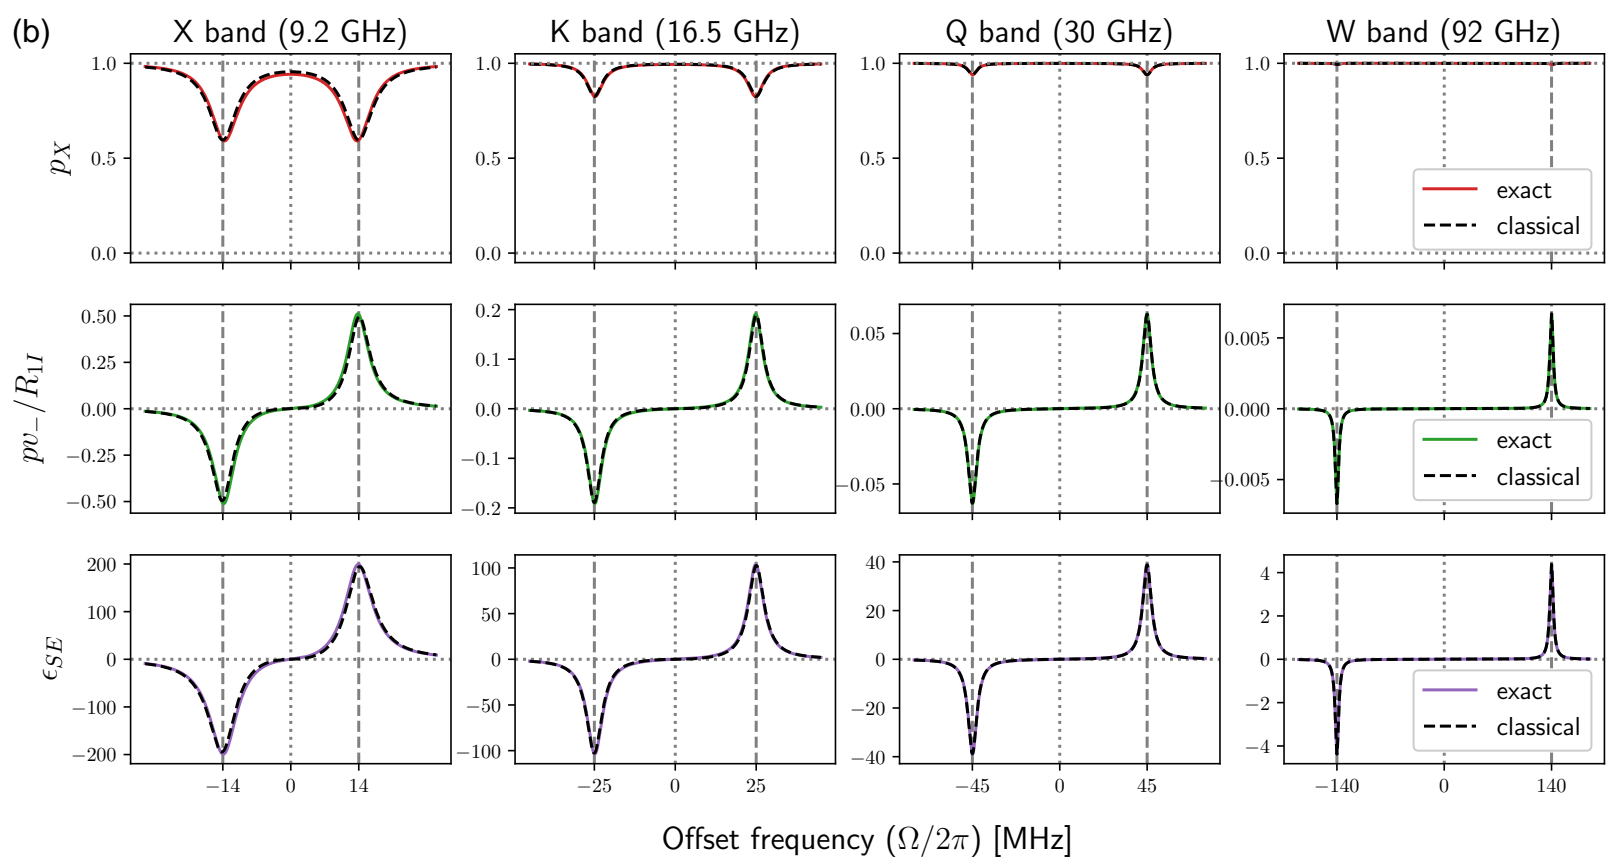 (b)
X band (9.2 GHz)
K band (16.5 GHz)
Q band (30 GHz)
W band (92 GHz)
p_X
1.0
0.5
0.0
1.0
0.5
0.0
1.0
0.5
0.0
1.0
0.5
0.0
exact
classical
pv_−/R_{1I}
0.50
0.25
0.00
−0.25
−0.50
0.2
0.1
0.0
−0.1
−0.2
0.05
0.00
−0.05
0.005
0.000
−0.005
exact
classical
ϵ_{SE}
200
100
0
−100
−200
100
50
0
−50
−100
40
20
0
−20
−40
4
2
0
−2
−4
exact
classical
−14 0 14
−25 0 25
−45 0 45
−140 0 140
Offset frequency (Ω/2π) [MHz]